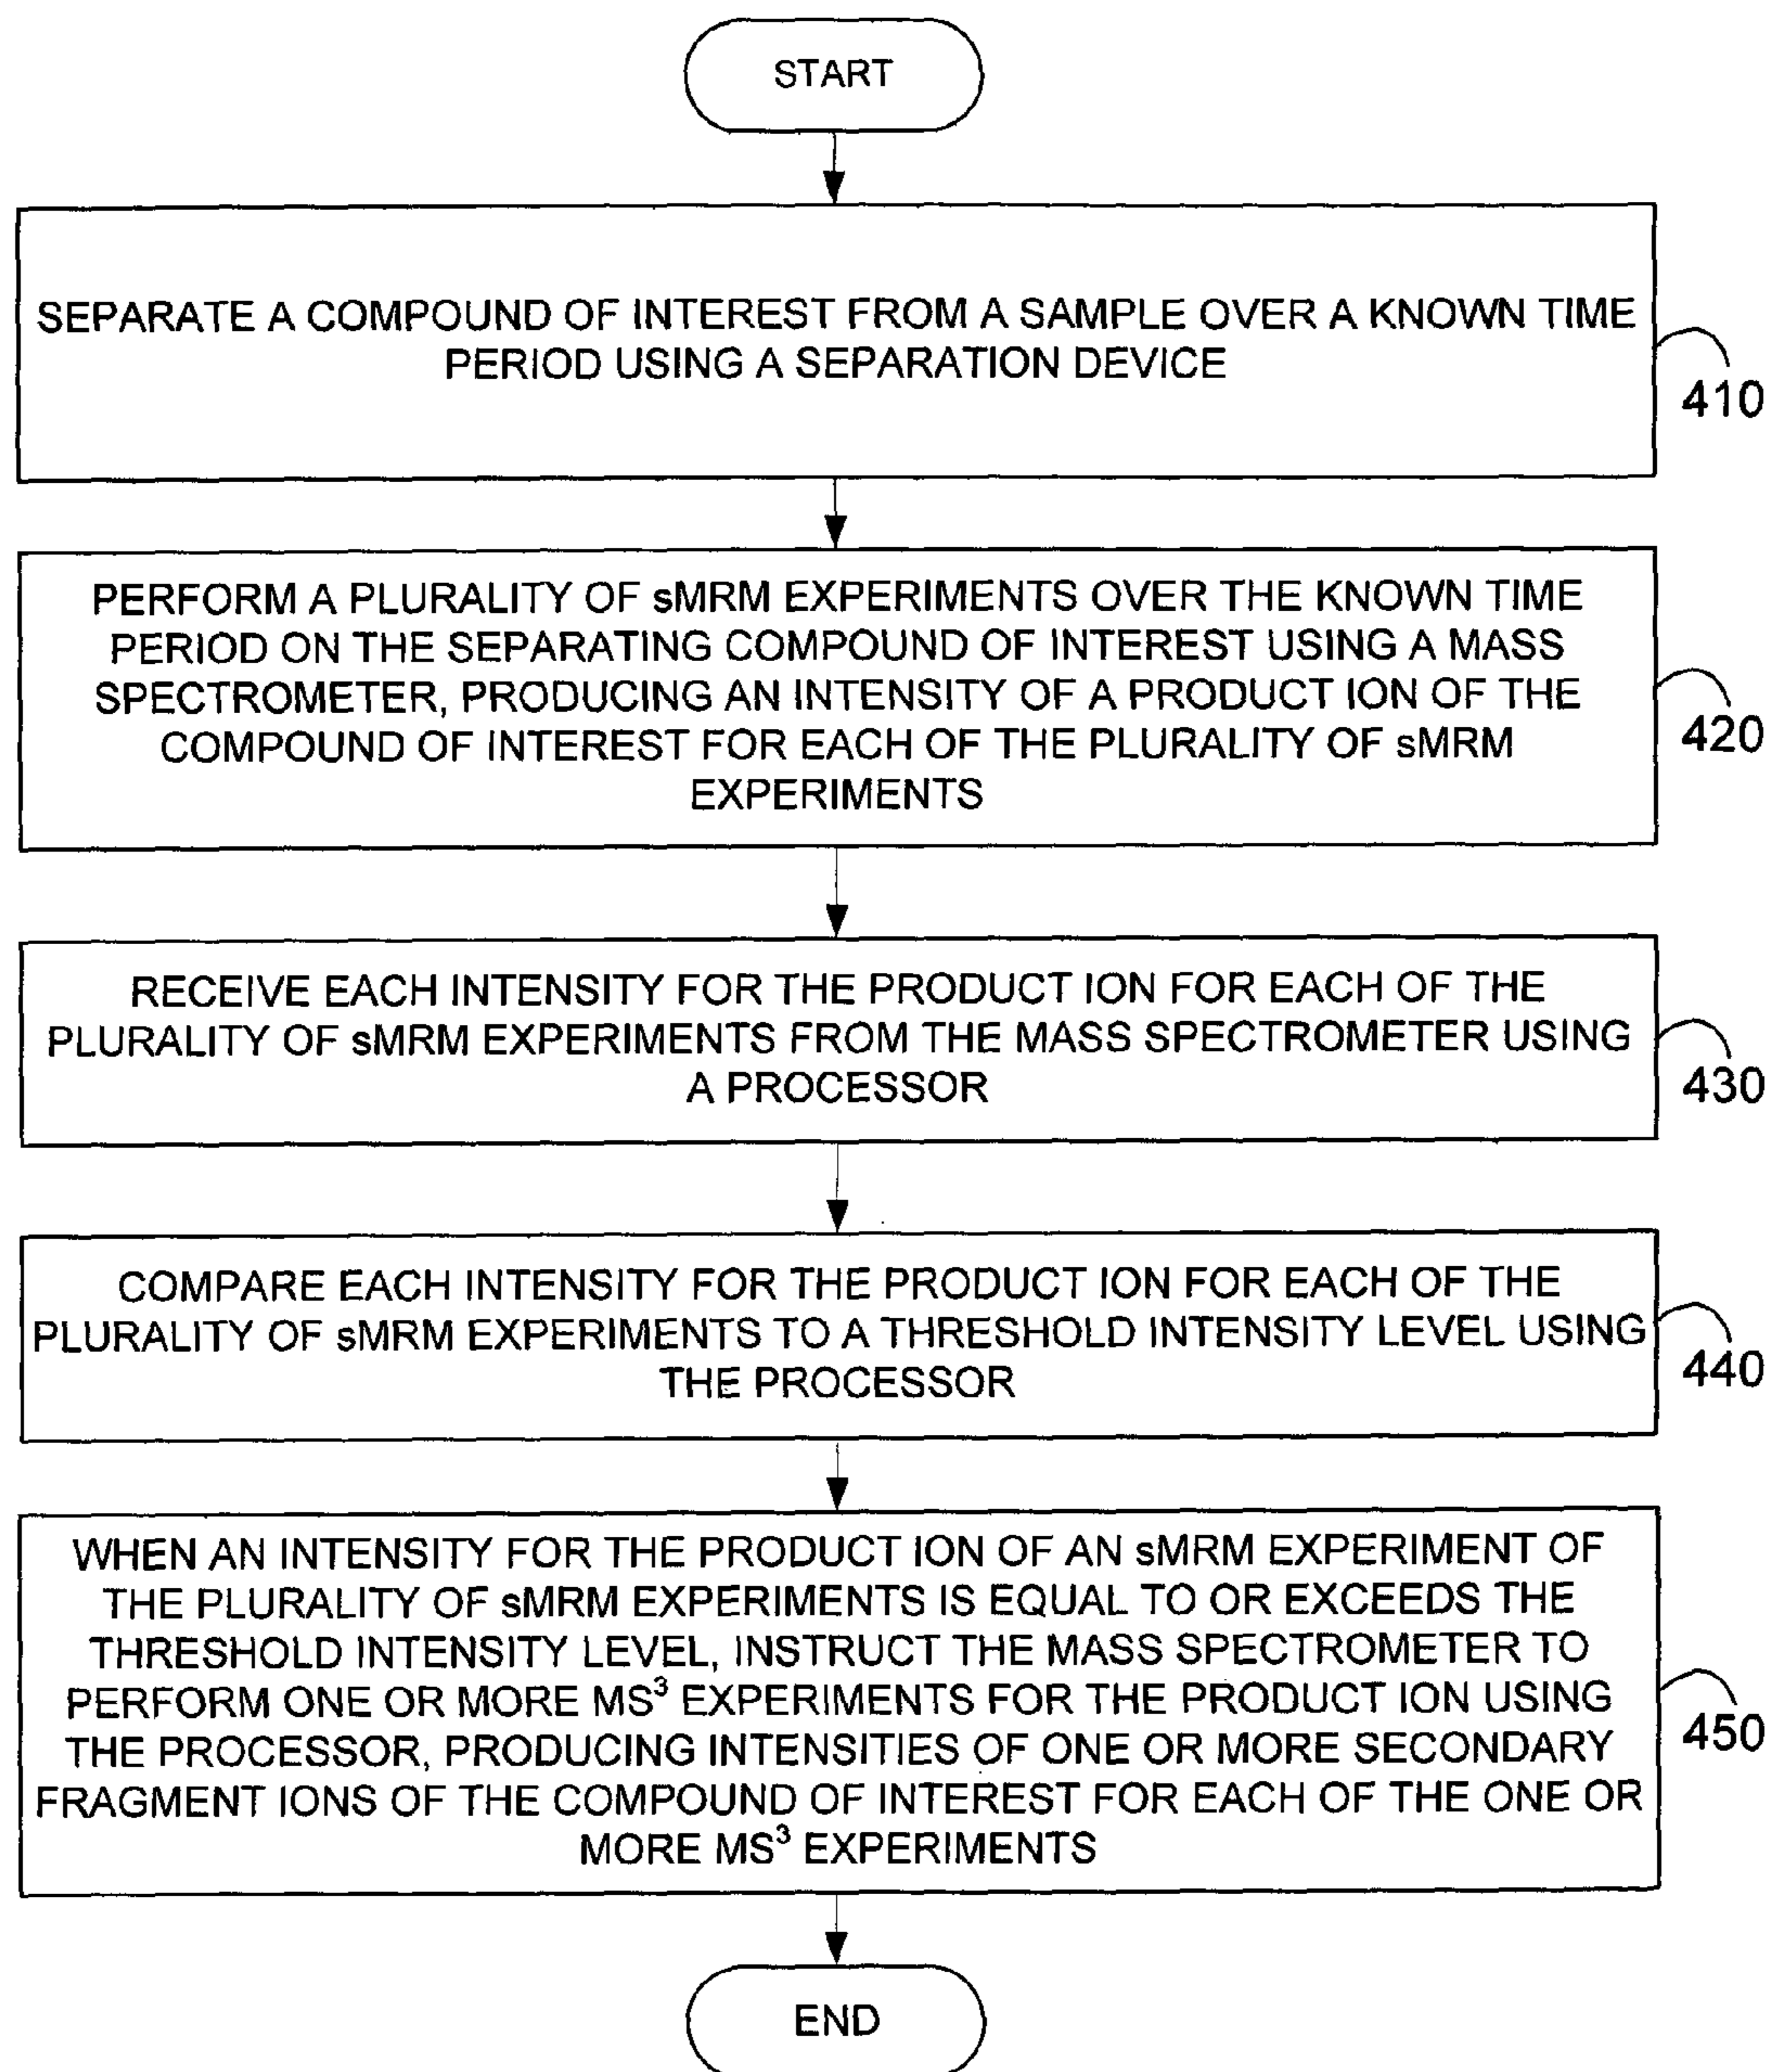 START
SEPARATE A COMPOUND OF INTEREST FROM A SAMPLE OVER A KNOWN TIME
PERIOD USING A SEPARATION DEVICE
410
PERFORM A PLURALITY OF sMRM EXPERIMENTS OVER THE KNOWN TIME
PERIOD ON THE SEPARATING COMPOUND OF INTEREST USING A MASS
SPECTROMETER, PRODUCING AN INTENSITY OF A PRODUCT ION OF THE
COMPOUND OF INTEREST FOR EACH OF THE PLURALITY OF sMRM
EXPERIMENTS
420
RECEIVE EACH INTENSITY FOR THE PRODUCT ION FOR EACH OF THE
PLURALITY OF sMRM EXPERIMENTS FROM THE MASS SPECTROMETER USING
A PROCESSOR
430
COMPARE EACH INTENSITY FOR THE PRODUCT ION FOR EACH OF THE
PLURALITY OF sMRM EXPERIMENTS TO A THRESHOLD INTENSITY LEVEL USING
THE PROCESSOR
440
WHEN AN INTENSITY FOR THE PRODUCT ION OF AN sMRM EXPERIMENT OF
THE PLURALITY OF sMRM EXPERIMENTS IS EQUAL TO OR EXCEEDS THE
THRESHOLD INTENSITY LEVEL, INSTRUCT THE MASS SPECTROMETER TO
PERFORM ONE OR MORE MS³ EXPERIMENTS FOR THE PRODUCT ION USING
THE PROCESSOR, PRODUCING INTENSITIES OF ONE OR MORE SECONDARY
FRAGMENT IONS OF THE COMPOUND OF INTEREST FOR EACH OF THE ONE OR
MORE MS³ EXPERIMENTS
450
END